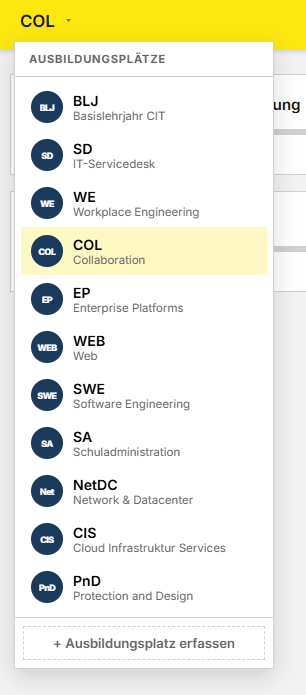 COL
AUSBILDUNGSPLÄTZE
ung
BLJ
BLJ
Basislehrjahr CIT
SD
SD
IT-Servicedesk
WE
WE
Workplace Engineering
COL
COL
Collaboration
EP
EP
Enterprise Platforms
WEB
WEB
Web
SWE
SWE
Software Engineering
SA
SA
Schuladministration
Net
NetDC
Network & Datacenter
CIS
CIS
Cloud Infrastruktur Services
PnD
PnD
Protection and Design
+ Ausbildungsplatz erfassen